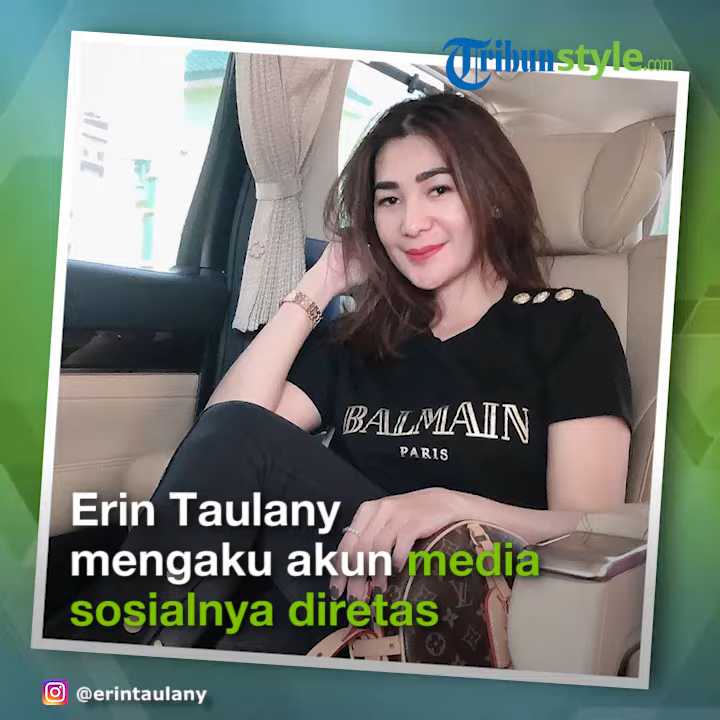 Tribunstyle.com
BALMAIN
PARIS
Erin Taulany
mengaku akun media
sosialnya diretas
@erintaulany